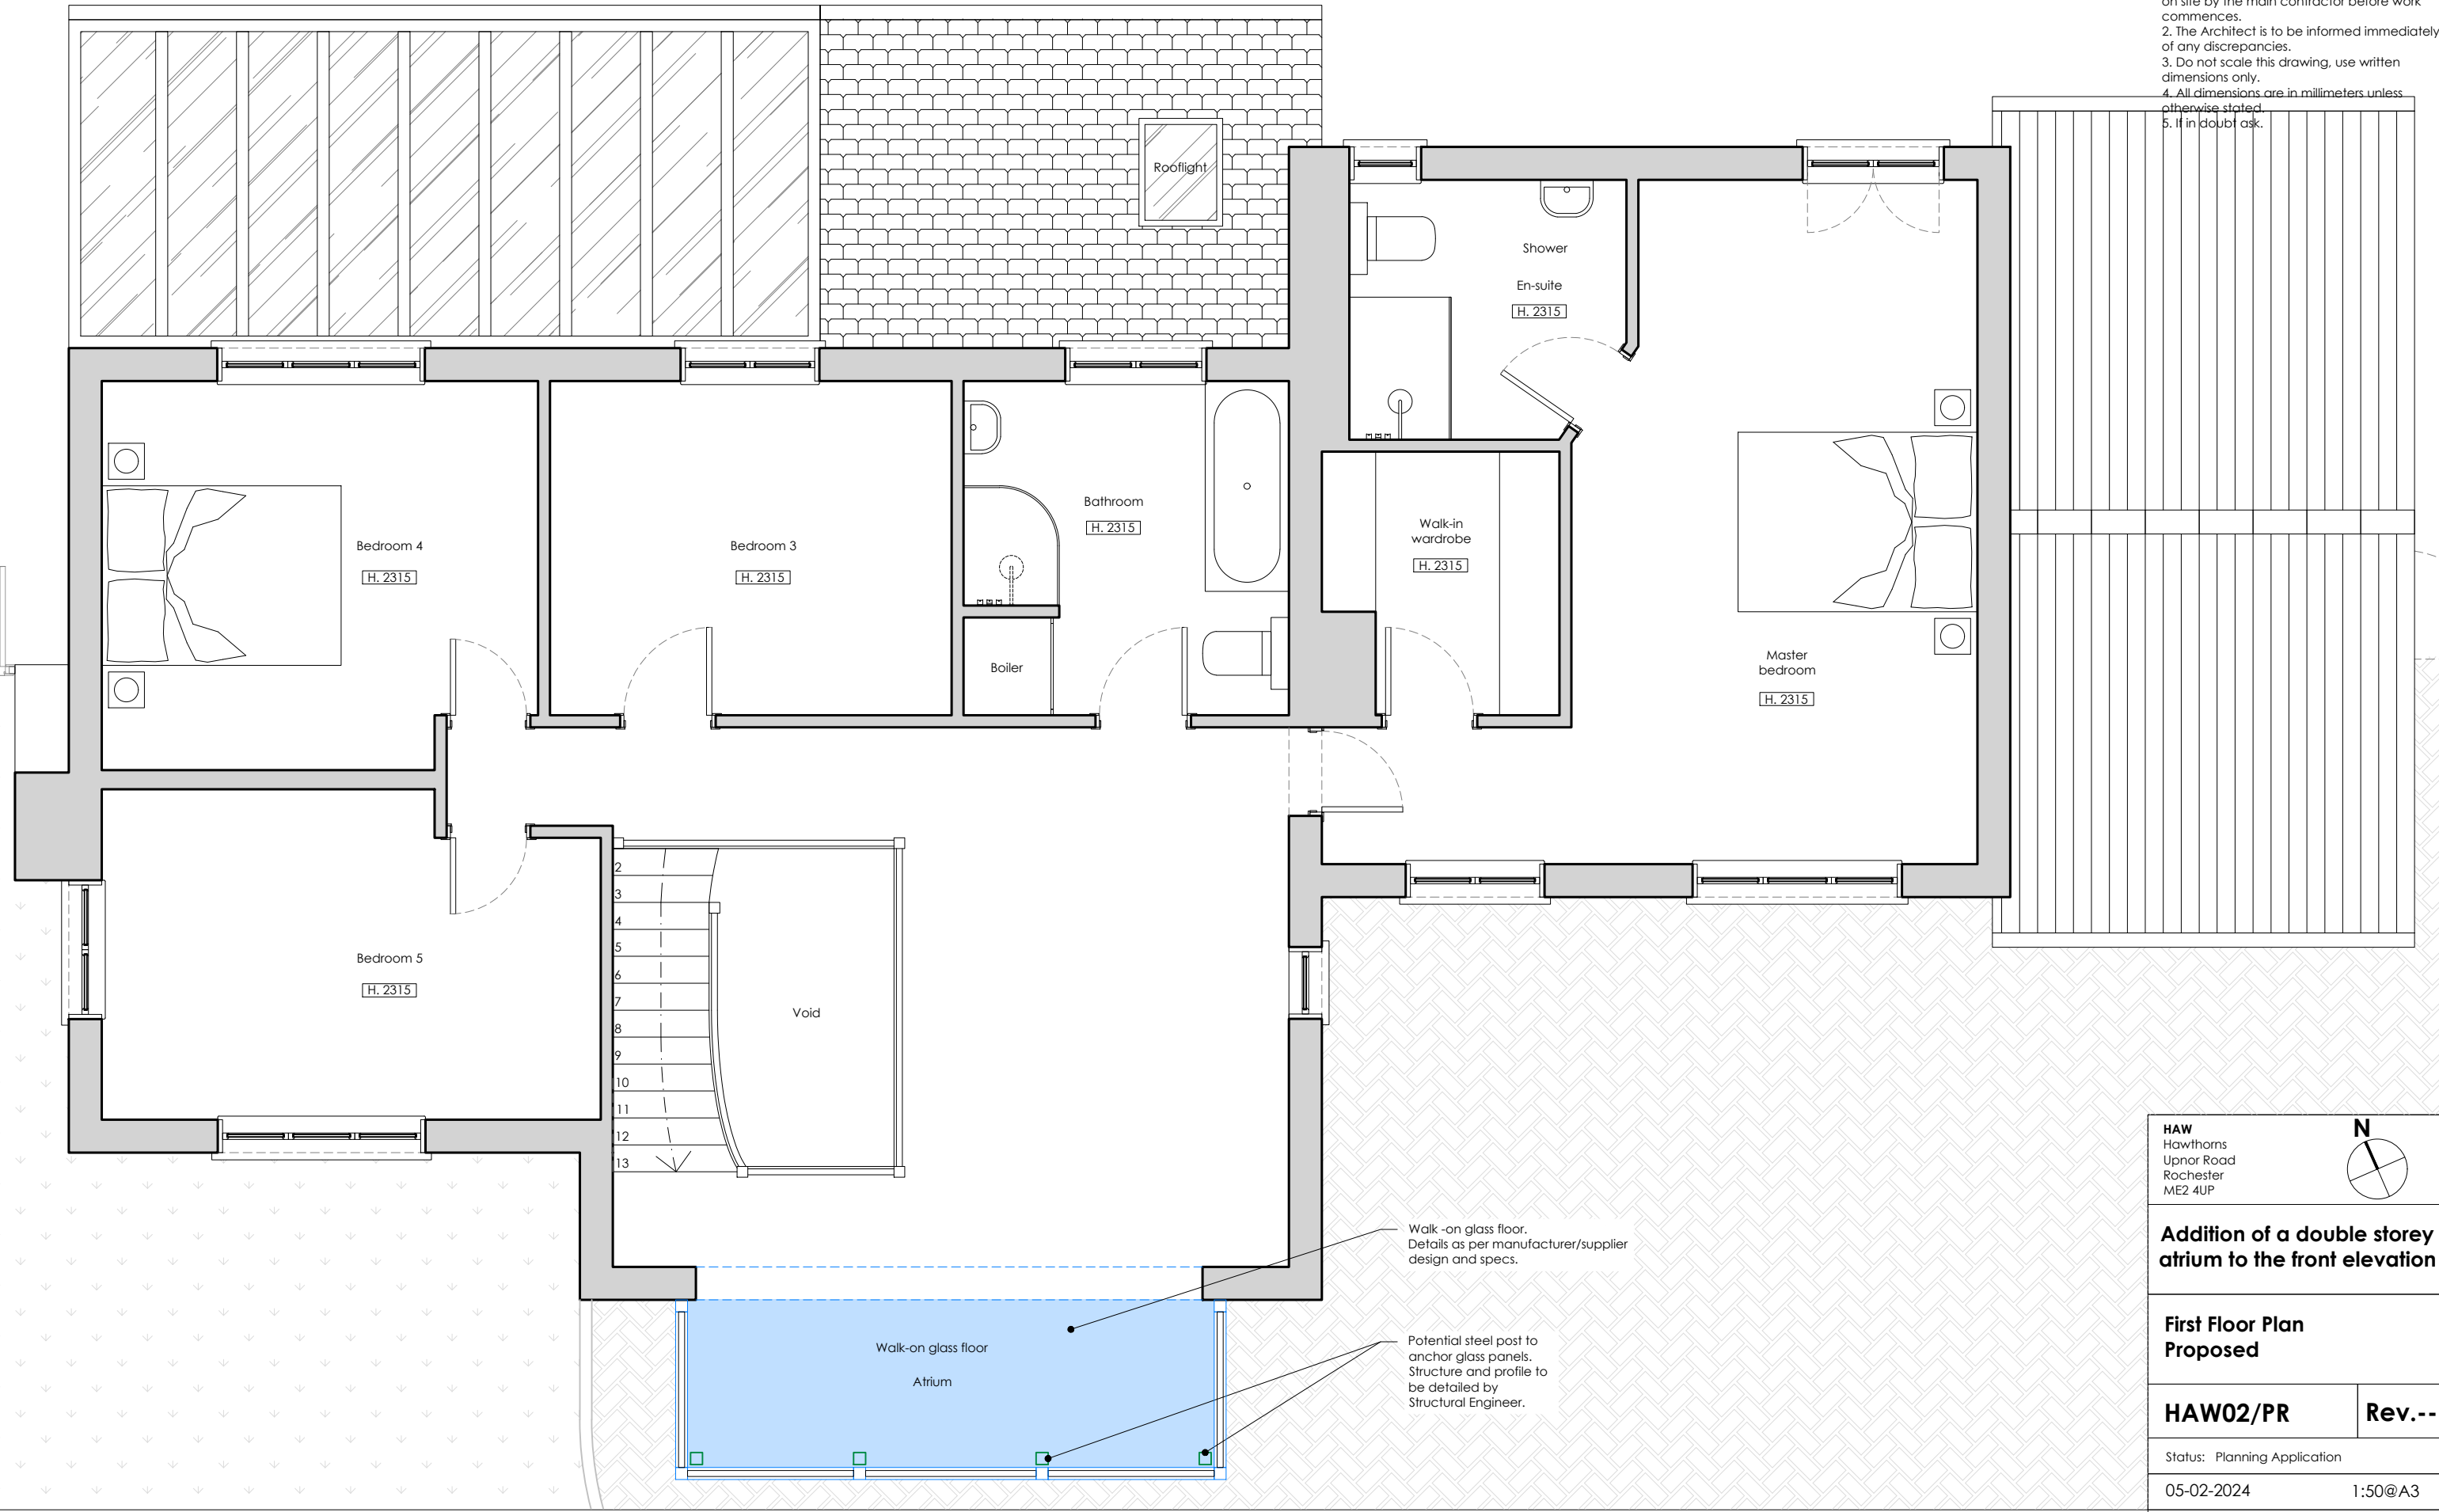 on site by the main contractor before work
commences.
2. The Architect is to be informed immediately
of any discrepancies.
3. Do not scale this drawing, use written
dimensions only.
4. All dimensions are in millimeters unless
otherwise stated.
5. If in doubt ask.
Rooflight
Shower
En-suite
H. 2315
Bedroom 4
H. 2315
Bedroom 3
H. 2315
Bathroom
H. 2315
Boiler
Walk-in
wardrobe
H. 2315
Master
bedroom
H. 2315
Bedroom 5
H. 2315
2
3
4
5
6
7
8
9
10
11
12
13
Void
Walk -on glass floor.
Details as per manufacturer/supplier
design and specs.
Walk-on glass floor
Atrium
Potential steel post to
anchor glass panels.
Structure and profile to
be detailed by
Structural Engineer.
HAW
Hawthorns
Upnor Road
Rochester
ME2 4UP
N
Addition of a double storey
atrium to the front elevation
First Floor Plan
Proposed
HAW02/PR
Rev.--
Status: Planning Application
05-02-2024
1:50@A3